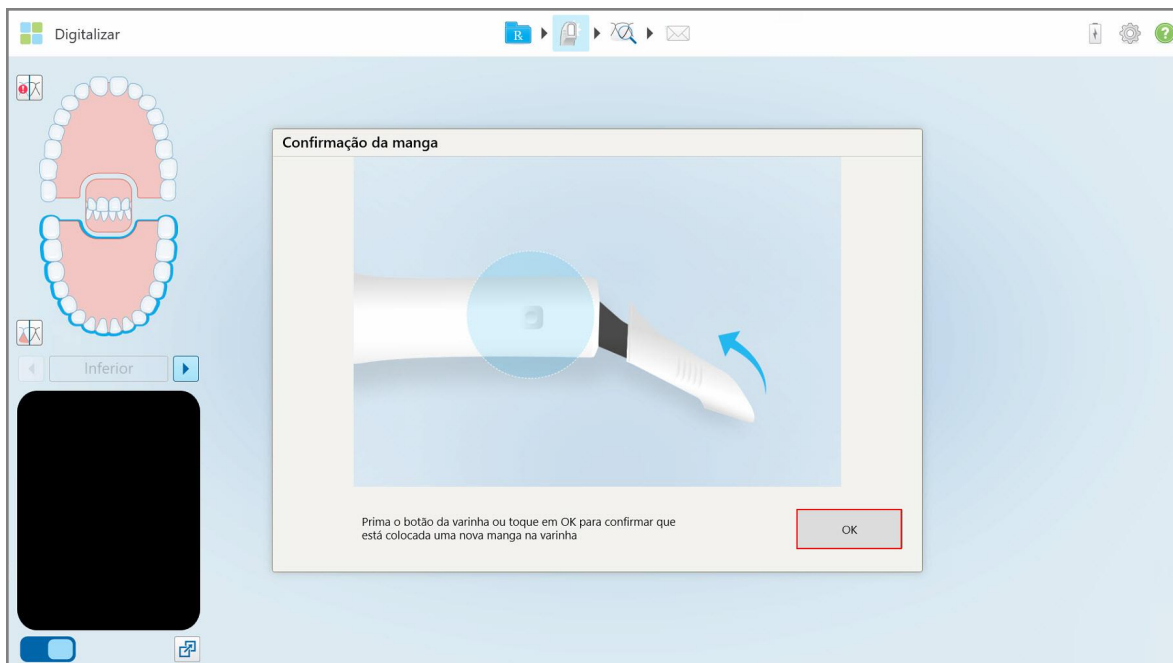 Digitalizar
R
Confirmação da manga
Inferior
Prima o botão da varinha ou toque em OK para confirmar que
está colocada uma nova manga na varinha
OK
?